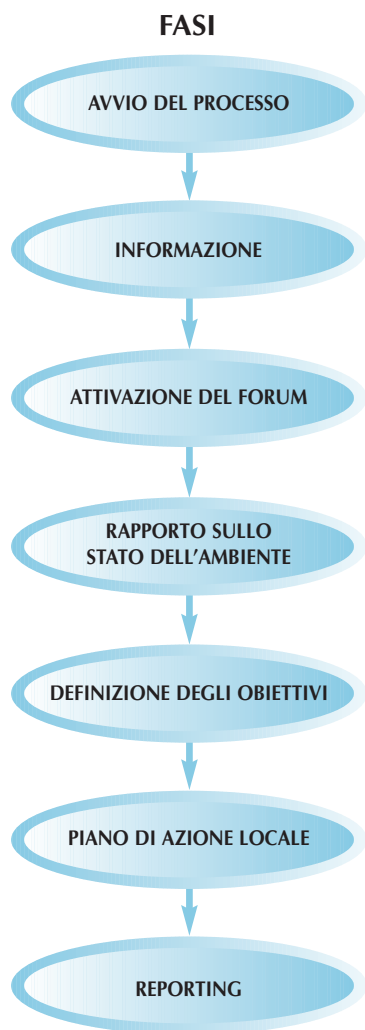 FASI
AVVIO DEL PROCESSO
INFORMAZIONE
ATTIVAZIONE DEL FORUM
RAPPORTO SULLO
STATO DELL'AMBIENTE
DEFINIZIONE DEGLI OBIETTIVI
PIANO DI AZIONE LOCALE
REPORTING